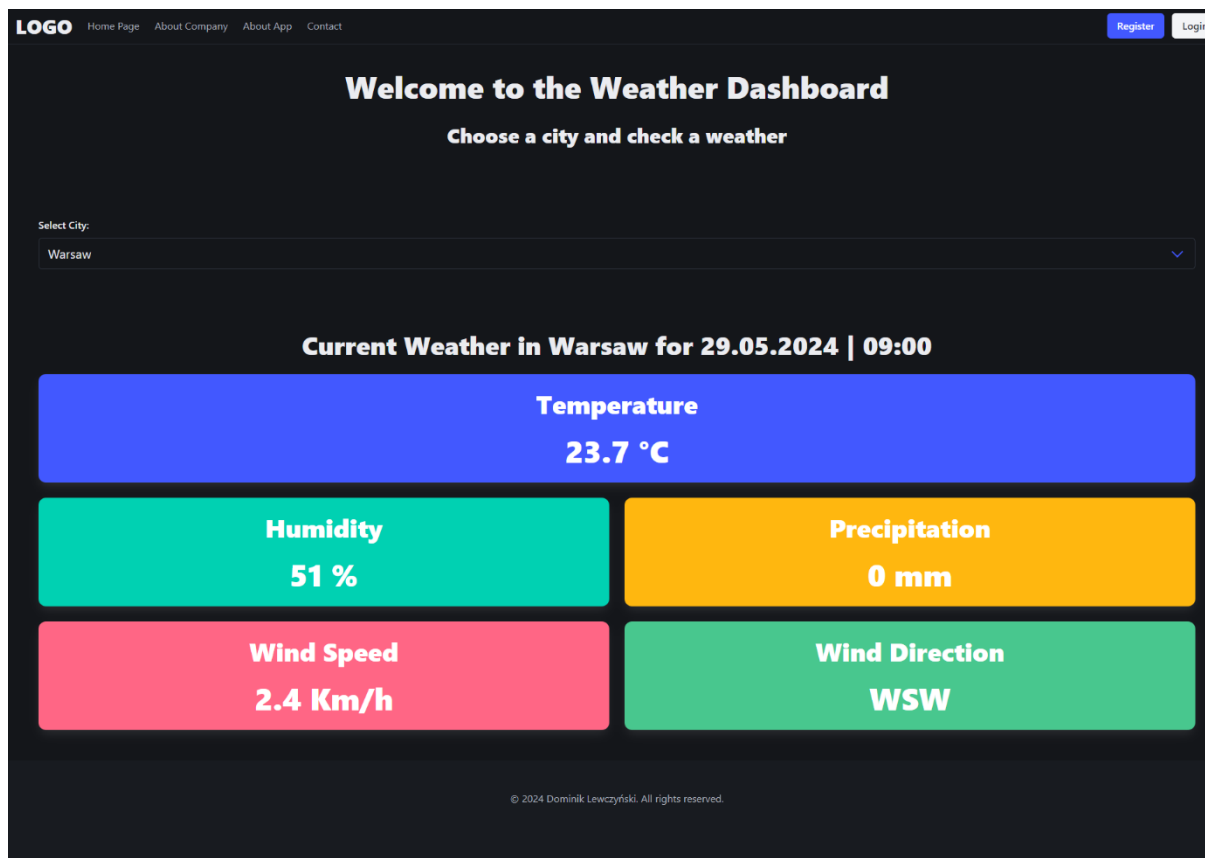 LOGO Home Page About Company About App Contact Register Login
Welcome to the Weather Dashboard
Choose a city and check a weather
Select City:
Warsaw
Current Weather in Warsaw for 29.05.2024 | 09:00
Temperature
23.7 °C
Humidity
51 %
Precipitation
0 mm
Wind Speed
2.4 Km/h
Wind Direction
WSW
© 2024 Dominik Lewczyński. All rights reserved.